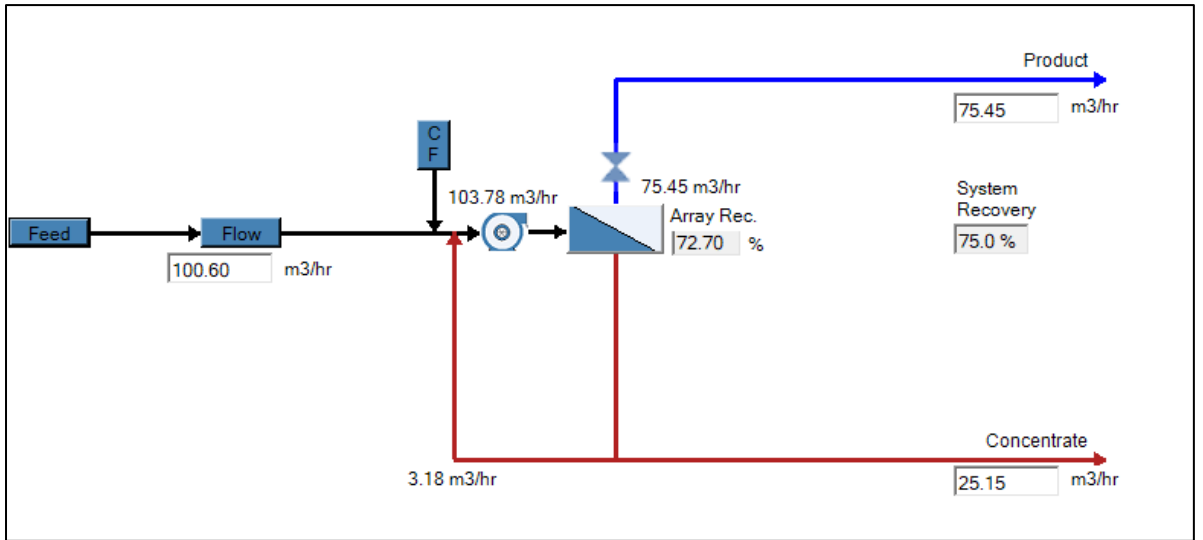 Product
75.45 m3/hr
C
F
103.78 m3/hr
75.45 m3/hr
System
Recovery
75.0 %
Array Rec.
72.70 %
Feed
Flow
100.60 m3/hr
Concentrate
3.18 m3/hr
25.15 m3/hr